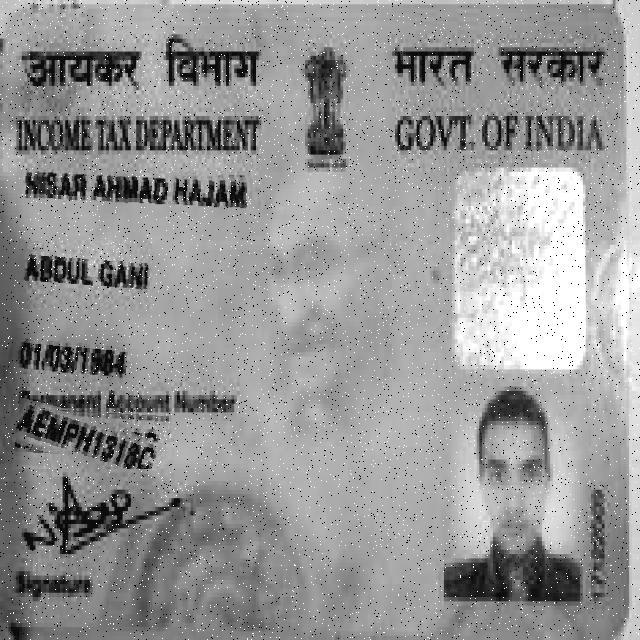 आयकर विभाग
भारत सरकार
INCOME TAX DEPARTMENT
GOVT. OF INDIA
NISAR AHMAD HAJAM
ABDUL GANI
01/03/1984
Permanent Account Number
AEMPH1318C
Signature